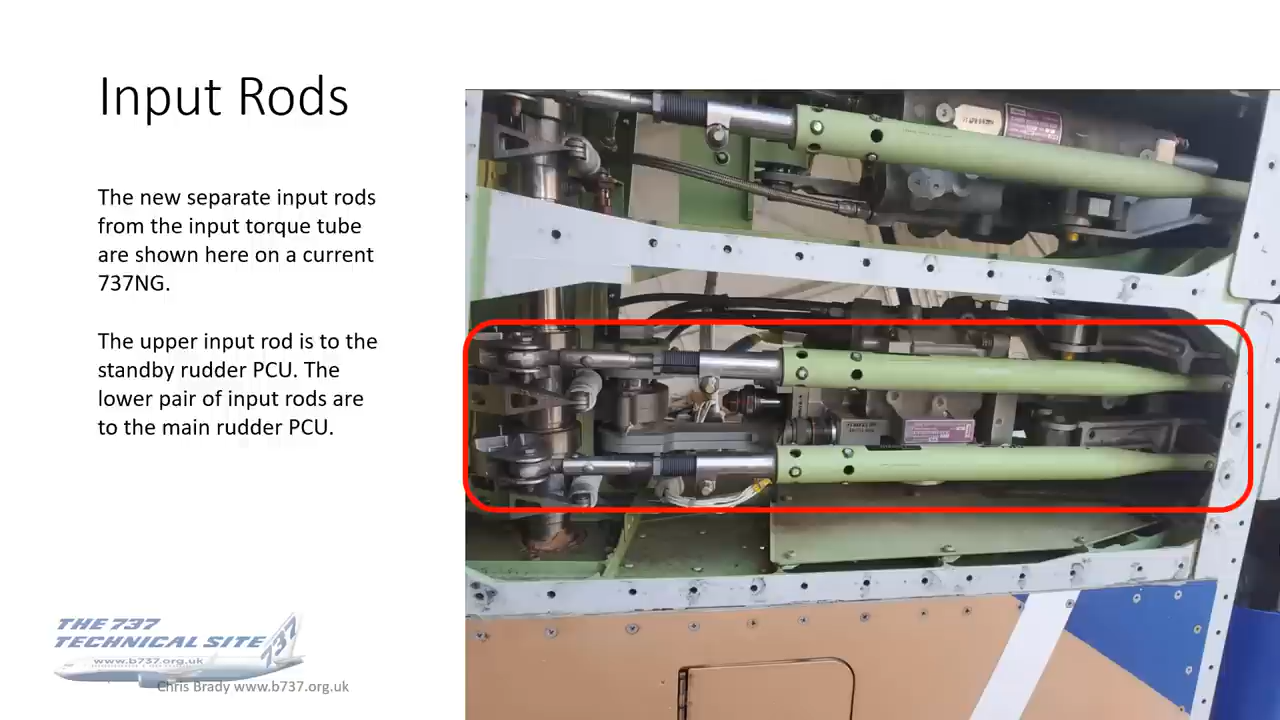 Input Rods
The new separate input rods
from the input torque tube
are shown here on a current
737NG.
The upper input rod is to the
standby rudder PCU. The
lower pair of input rods are
to the main rudder PCU.
THE 737
TECHNICAL SITE
737
www.b737.org.uk
Chris Brady www.b737.org.uk